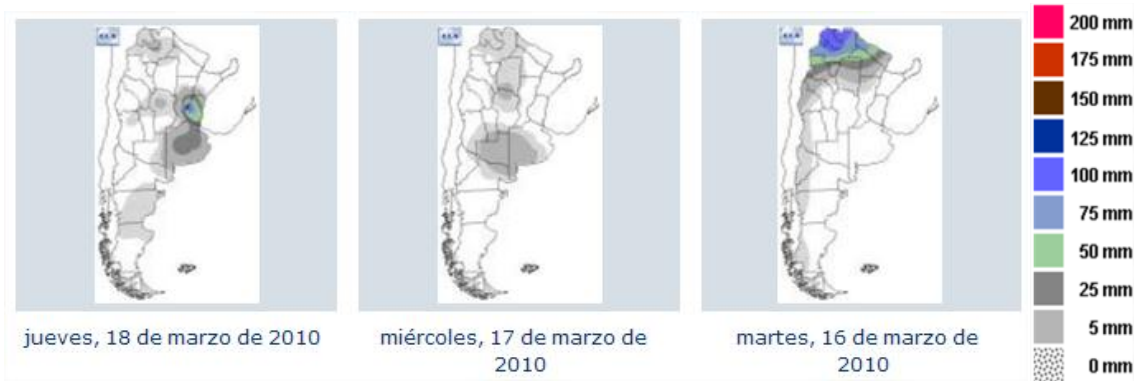 jueves, 18 de marzo de 2010
miércoles, 17 de marzo de
2010
martes, 16 de marzo de
2010
200 mm
175 mm
150 mm
125 mm
100 mm
75 mm
50 mm
25 mm
5 mm
0 mm